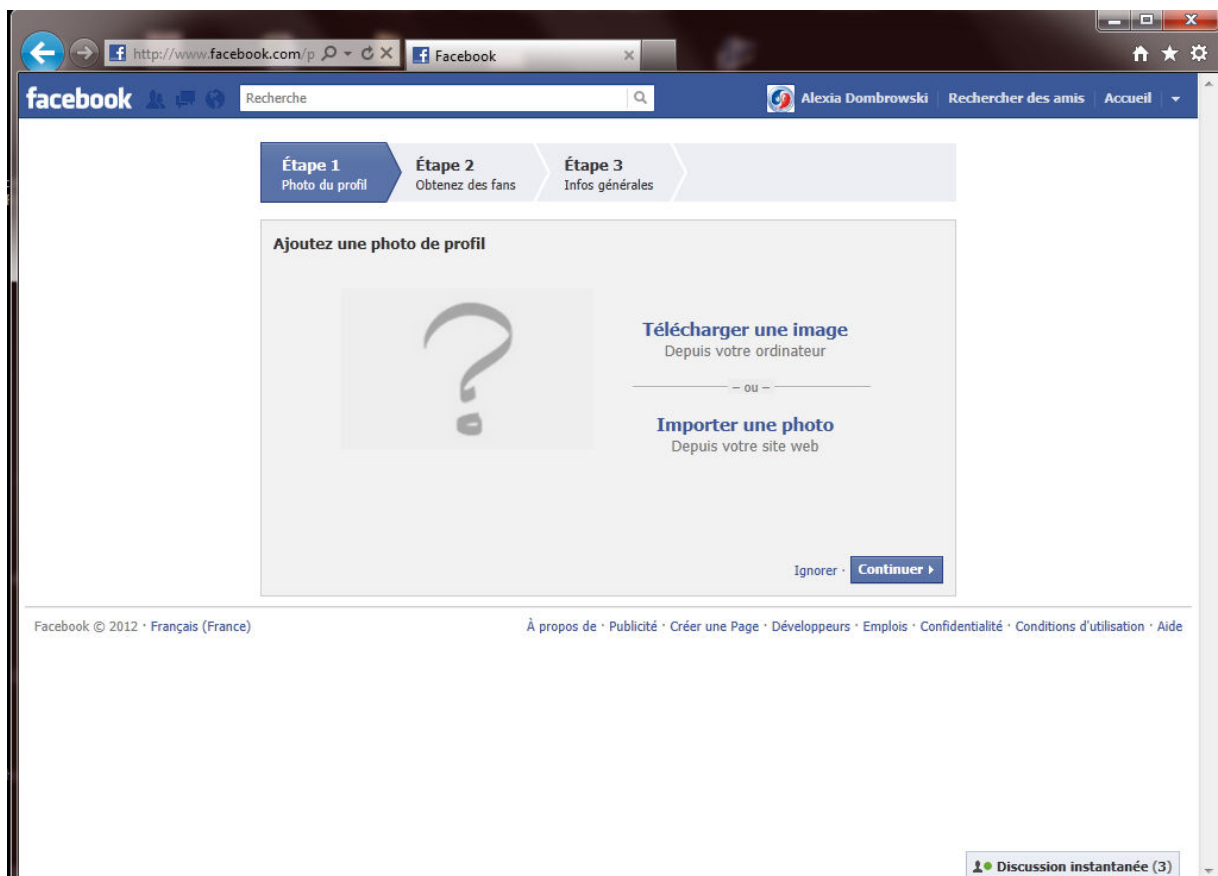 http://www.facebook.com/p
Facebook
facebook
Recherche
Alexia Dombrowski
Rechercher des amis
Accueil
Étape 1
Photo du profil
Étape 2
Obtenez des fans
Étape 3
Infos générales
Ajoutez une photo de profil
?
Télécharger une image
Depuis votre ordinateur
– ou –
Importer une photo
Depuis votre site web
Ignorer · Continuer
Facebook © 2012 · Français (France)
À propos de · Publicité · Créer une Page · Développeurs · Emplois · Confidentialité · Conditions d'utilisation · Aide
Discussion instantanée (3)